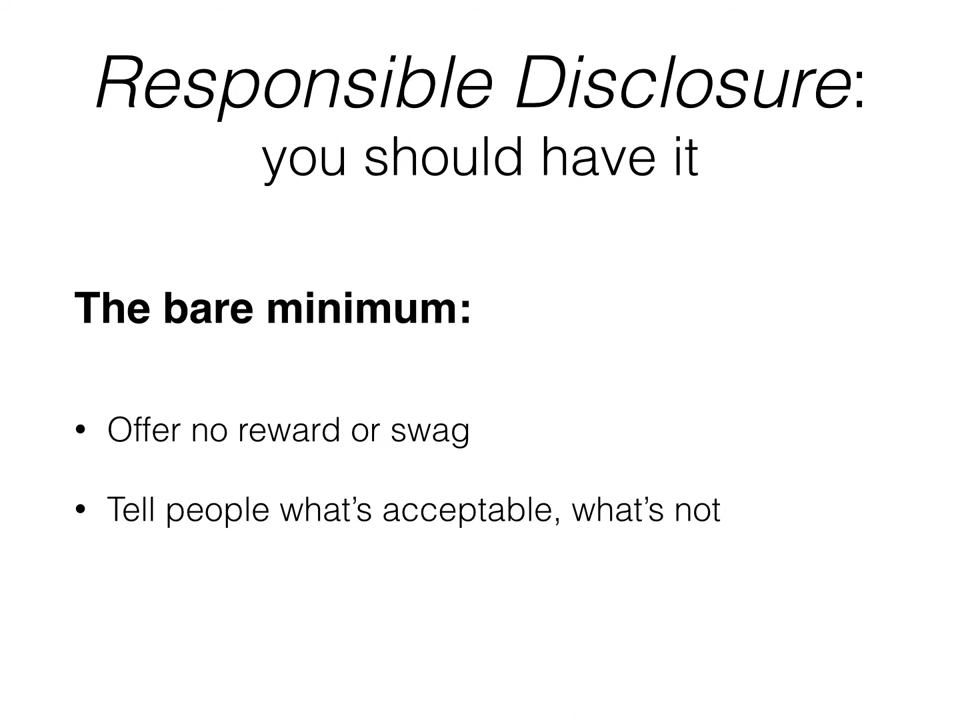 Responsible Disclosure:
you should have it
The bare minimum:
• Offer no reward or swag
• Tell people what’s acceptable, what’s not